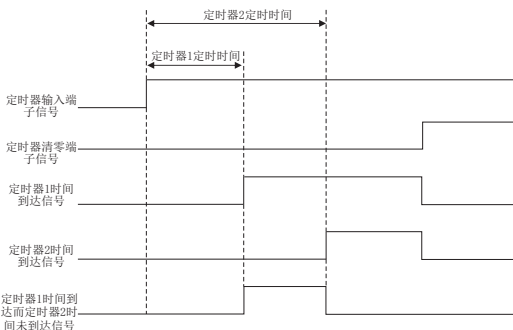 定时器2定时时间
定时器1定时时间
定时器输入端
子信号
定时器清零端
子信号
定时器1时间
到达信号
定时器2时间
到达信号
定时器1时间到
达而定时器2时
间未到达信号